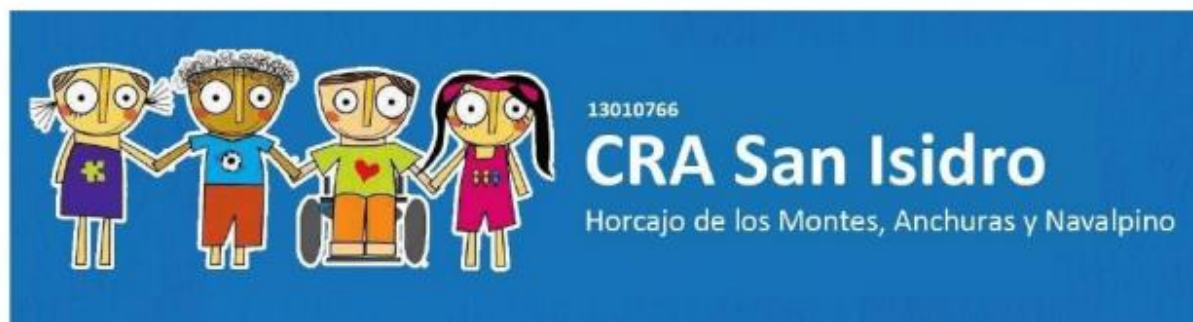 13010766
CRA San Isidro
Horcajo de los Montes, Anchuras y Navalpino